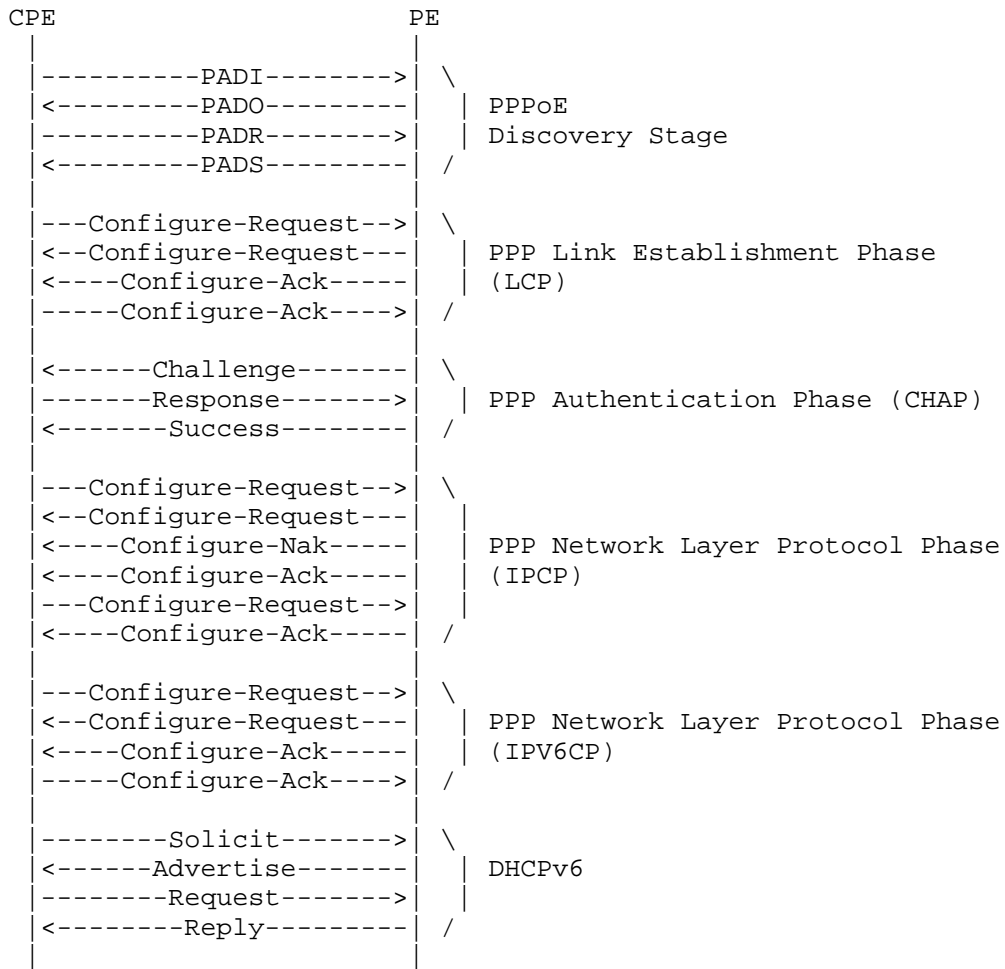 CPE                      PE
 |                       |
 |----------PADI-------->| \
 |<---------PADO---------|  | PPPoE
 |----------PADR-------->|  | Discovery Stage
 |<---------PADS---------| /
 |                       |
 |---Configure-Request-->| \
 |<--Configure-Request---|  | PPP Link Establishment Phase
 |<----Configure-Ack-----|  | (LCP)
 |-----Configure-Ack---->| /
 |                       |
 |<------Challenge-------| \
 |-------Response------->|  | PPP Authentication Phase (CHAP)
 |<-------Success--------| /
 |                       |
 |---Configure-Request-->| \
 |<--Configure-Request---|  |
 |<----Configure-Nak-----|  | PPP Network Layer Protocol Phase
 |<----Configure-Ack-----|  | (IPCP)
 |---Configure-Request-->|  |
 |<----Configure-Ack-----| /
 |                       |
 |---Configure-Request-->| \
 |<--Configure-Request---|  | PPP Network Layer Protocol Phase
 |<----Configure-Ack-----|  | (IPV6CP)
 |-----Configure-Ack---->| /
 |                       |
 |--------Solicit------->| \
 |<------Advertise-------|  | DHCPv6
 |--------Request------->|  |
 |<--------Reply---------| /
 |                       |